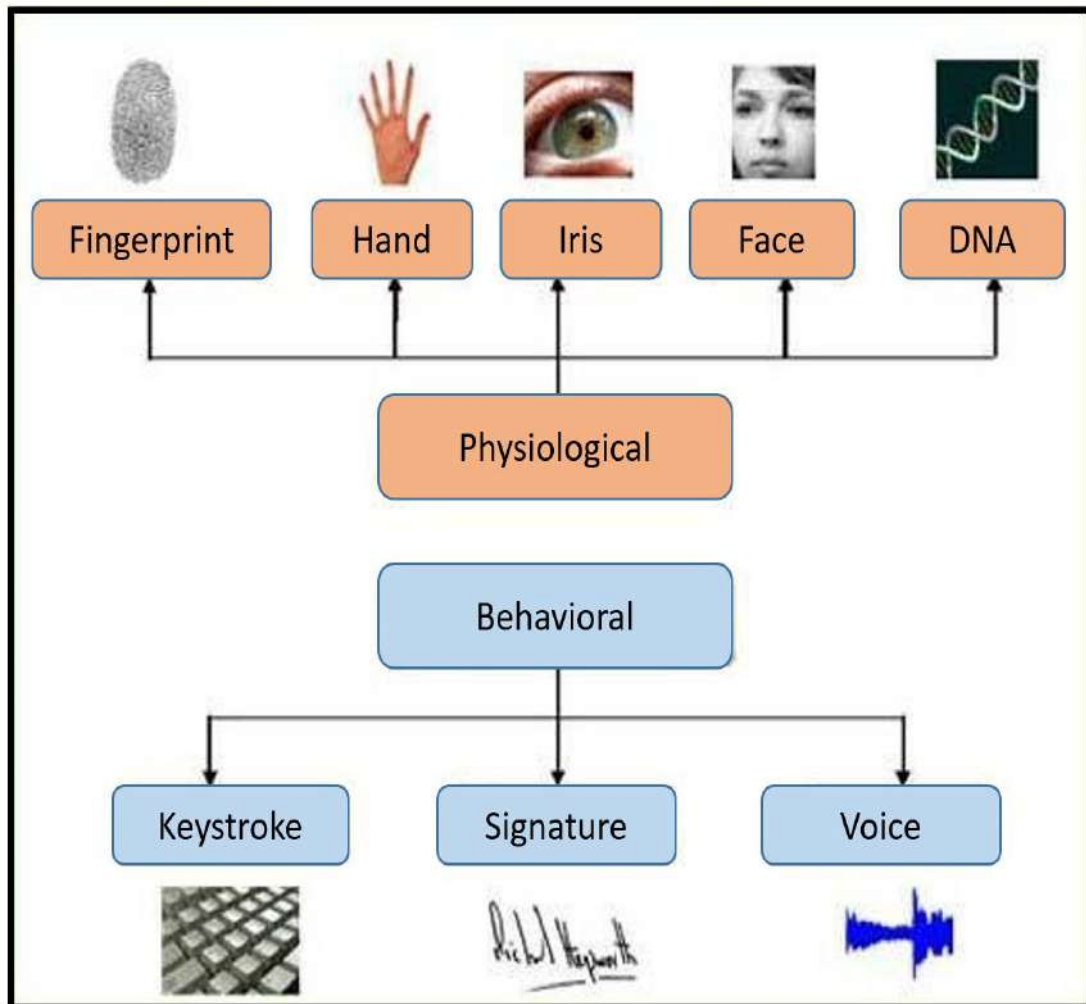 Fingerprint
Hand
Iris
Face
DNA
Physiological
Behavioral
Keystroke
Signature
Voice